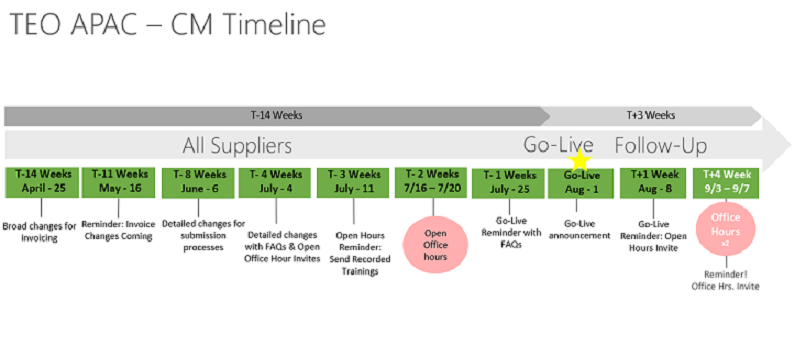 TEO APAC – CM Timeline
T-14 Weeks
T+3 Weeks
All Suppliers
Go-Live
Follow-Up
T-14 Weeks
April - 25
T-11 Weeks
May - 16
T- 8 Weeks
June - 6
T- 4 Weeks
July - 4
T- 3 Weeks
July - 11
T- 2 Weeks
7/16 – 7/20
T- 1 Weeks
July - 25
Go-Live
Aug - 1
T+1 Week
Aug - 8
T+4 Week
9/3 – 9/7
Broad changes for
Invoicing
Reminder: Invoice
Changes Coming
Detailed changes for
submission
processes
Detailed changes
with FAQs & Open
Office Hour Invites
Open Hours
Reminder:
Send Recorded
Trainings
Open
Office
hours
Go-Live
Reminder with
FAQs
Go-Live
announcement
Go-Live
Reminder: Open
Hours Invite
Office
Hours
x2
Reminder!
Office Hrs. Invite